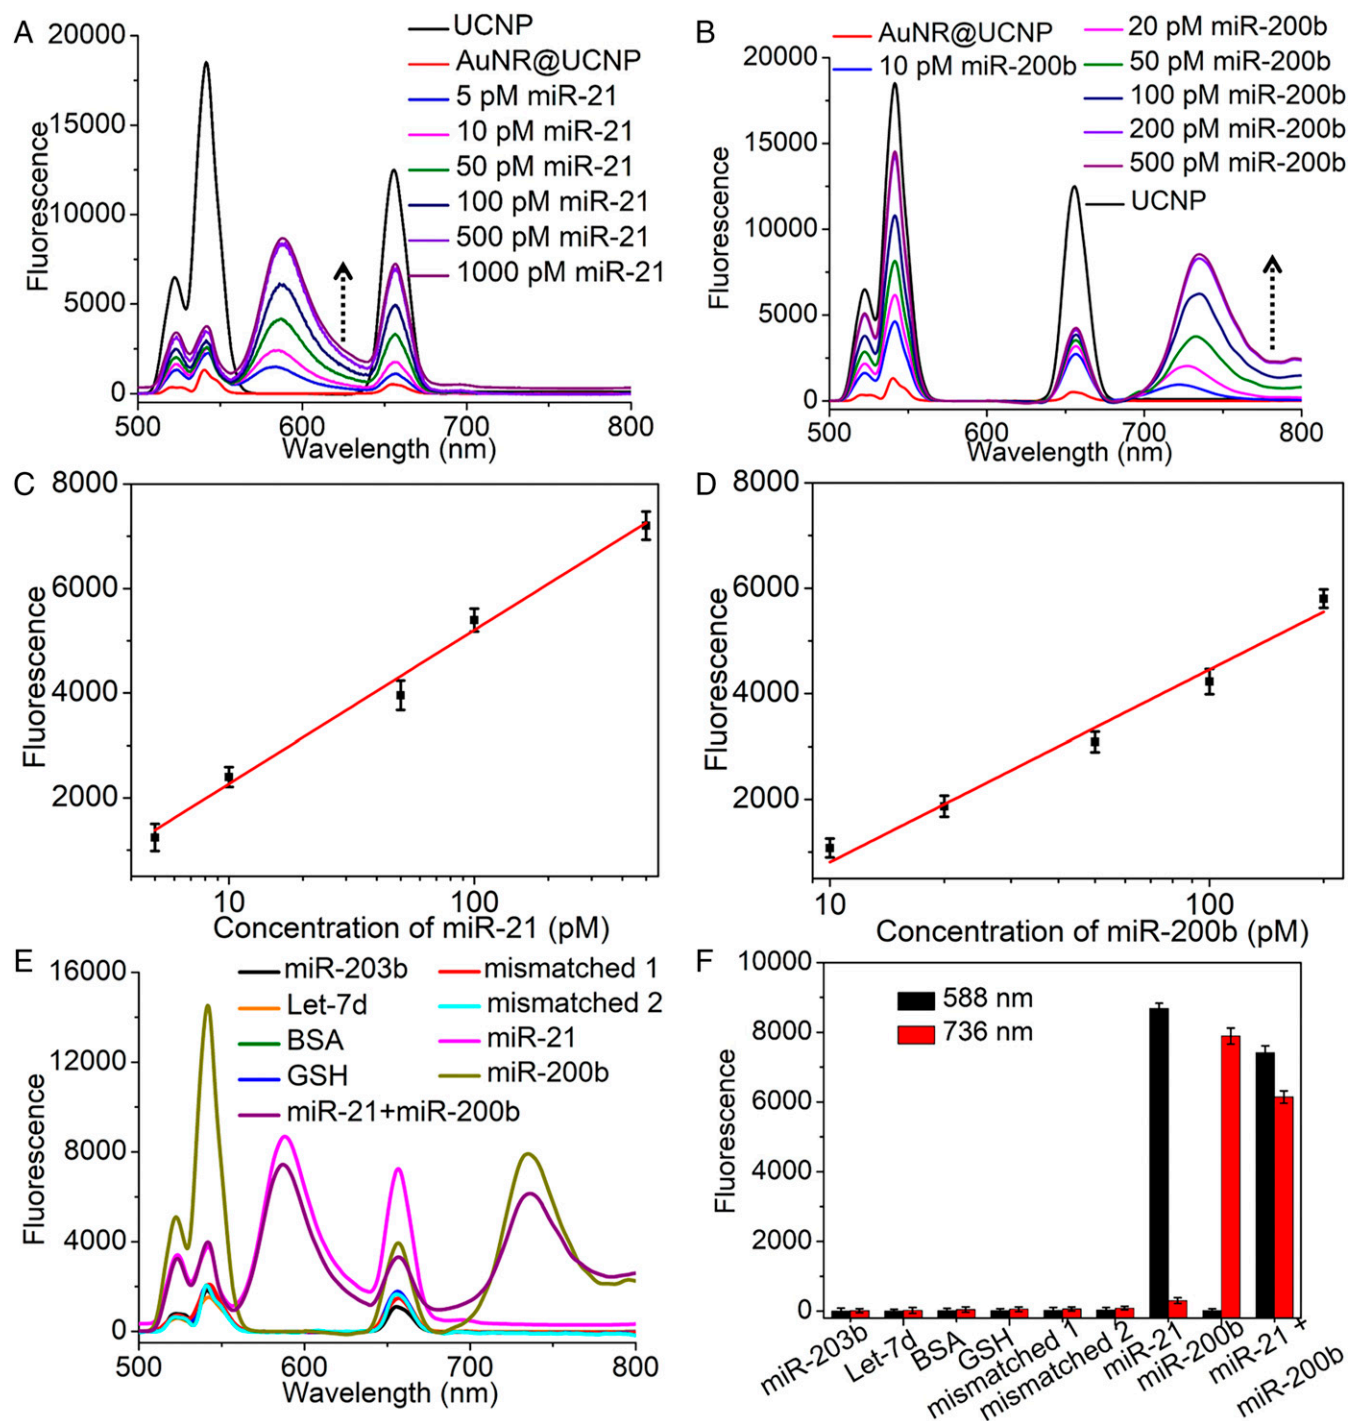 A
UCNP
AuNR@UCNP
5 pM miR-21
10 pM miR-21
50 pM miR-21
100 pM miR-21
500 pM miR-21
1000 pM miR-21
20000
15000
10000
5000
0
500
600
700
800
Fluorescence
Wavelength (nm)
B
AuNR@UCNP
10 pM miR-200b
20 pM miR-200b
50 pM miR-200b
100 pM miR-200b
200 pM miR-200b
500 pM miR-200b
UCNP
20000
15000
10000
5000
0
500
600
700
800
Fluorescence
Wavelength (nm)
C
8000
6000
4000
2000
10
100
Fluorescence
Concentration of miR-21 (pM)
D
8000
6000
4000
2000
10
100
Fluorescence
Concentration of miR-200b (pM)
E
miR-203b
Let-7d
BSA
GSH
miR-21+miR-200b
mismatched 1
mismatched 2
miR-21
miR-200b
16000
12000
8000
4000
0
500
600
700
800
Fluorescence
Wavelength (nm)
F
588 nm
736 nm
10000
8000
6000
4000
2000
0
Fluorescence
miR-203b
Let-7d
BSA
GSH
mismatched 1
mismatched 2
miR-21
miR-200b
miR-21 +
miR-200b